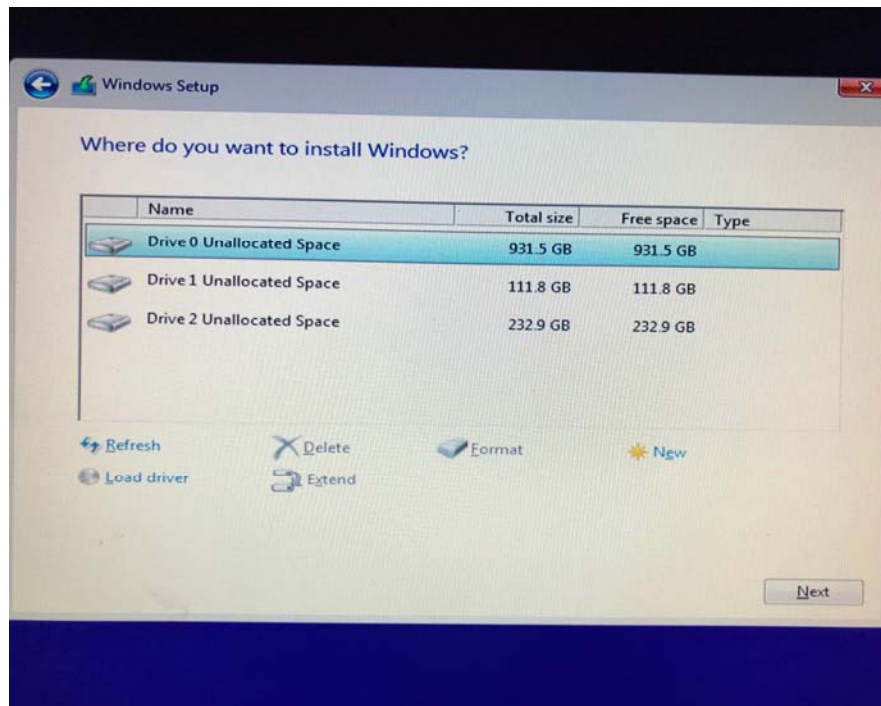 Windows Setup
Where do you want to install Windows?
Name Total size Free space Type
Drive 0 Unallocated Space 931.5 GB 931.5 GB
Drive 1 Unallocated Space 111.8 GB 111.8 GB
Drive 2 Unallocated Space 232.9 GB 232.9 GB
Refresh Delete Format New
Load driver Extend
Next